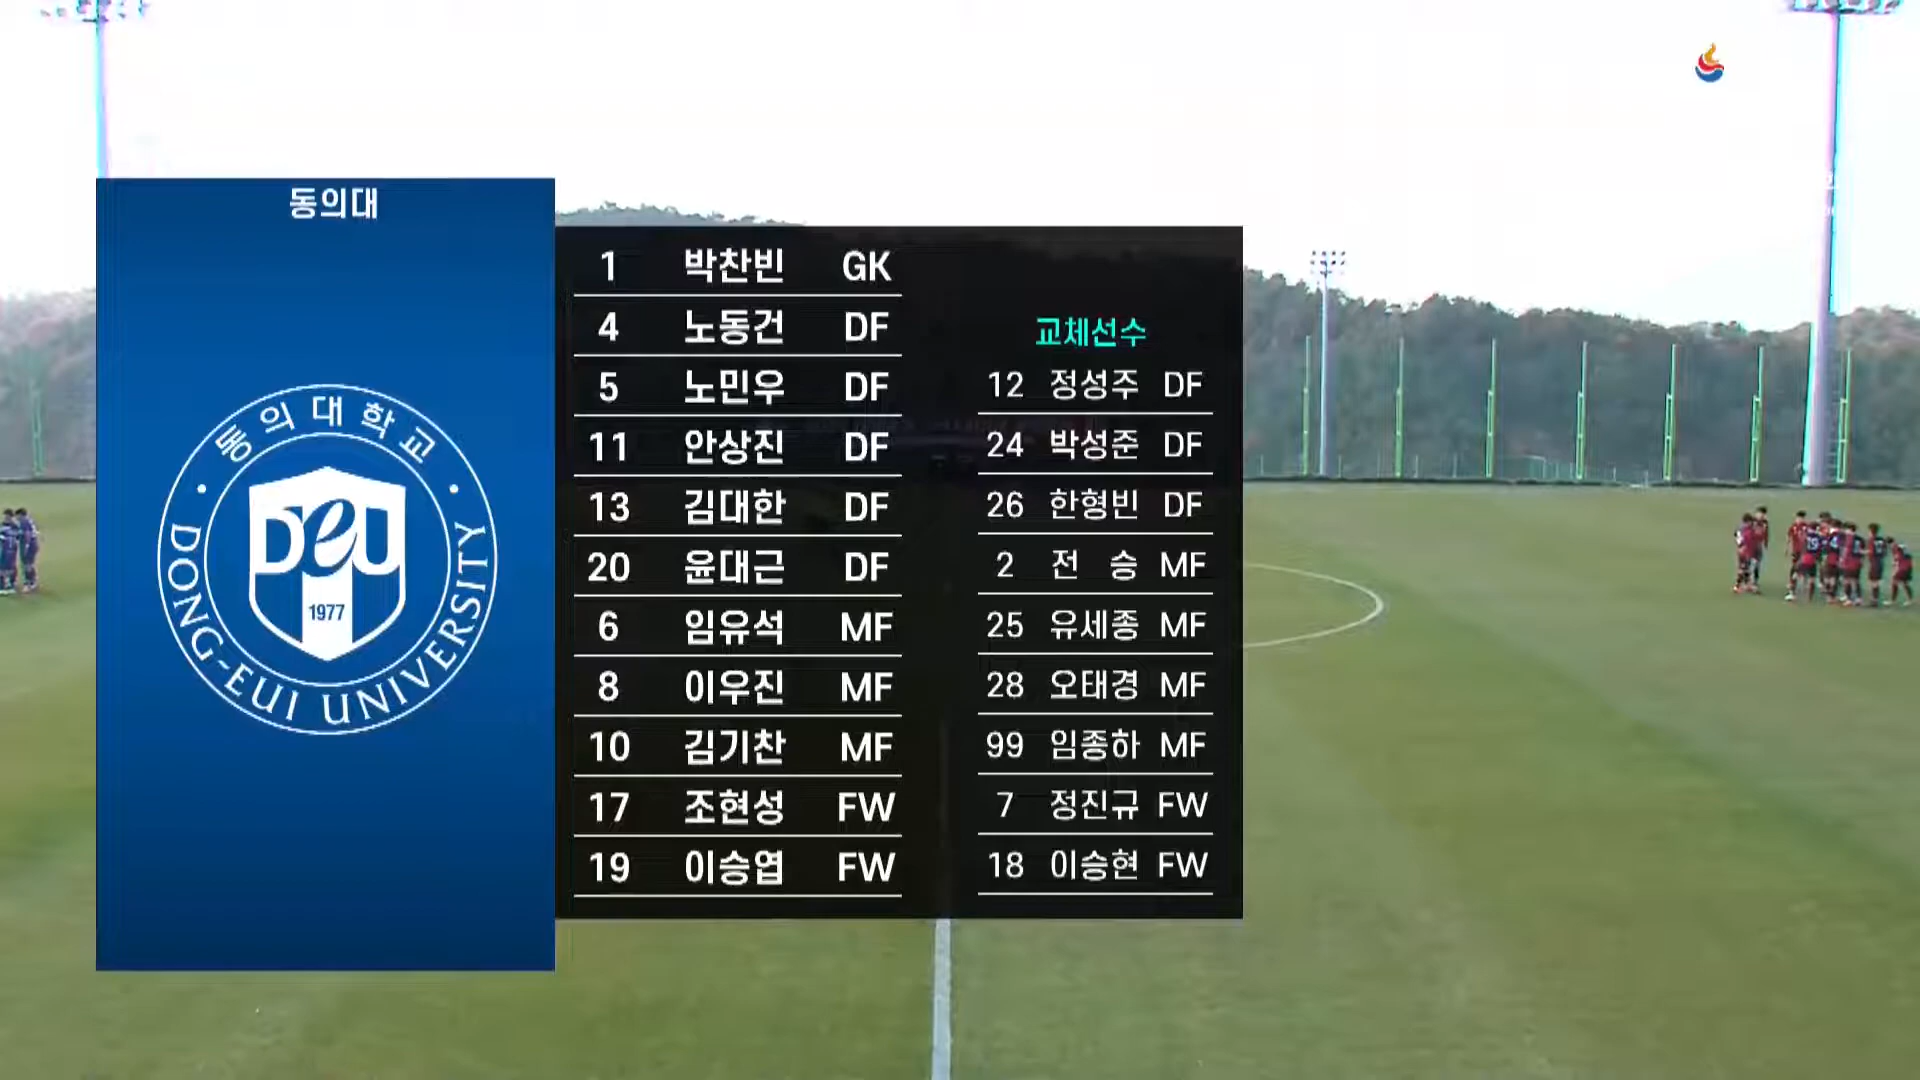 동의대
동의대학교
DEU
1977
DONG-EUI UNIVERSITY
1 박찬빈 GK
4 노동건 DF
5 노민우 DF
11 안상진 DF
13 김대한 DF
20 윤대근 DF
6 임유석 MF
8 이우진 MF
10 김기찬 MF
17 조현성 FW
19 이승엽 FW
교체선수
12 정성주 DF
24 박성준 DF
26 한형빈 DF
2 전 승 MF
25 유세종 MF
28 오태경 MF
99 임종하 MF
7 정진규 FW
18 이승현 FW